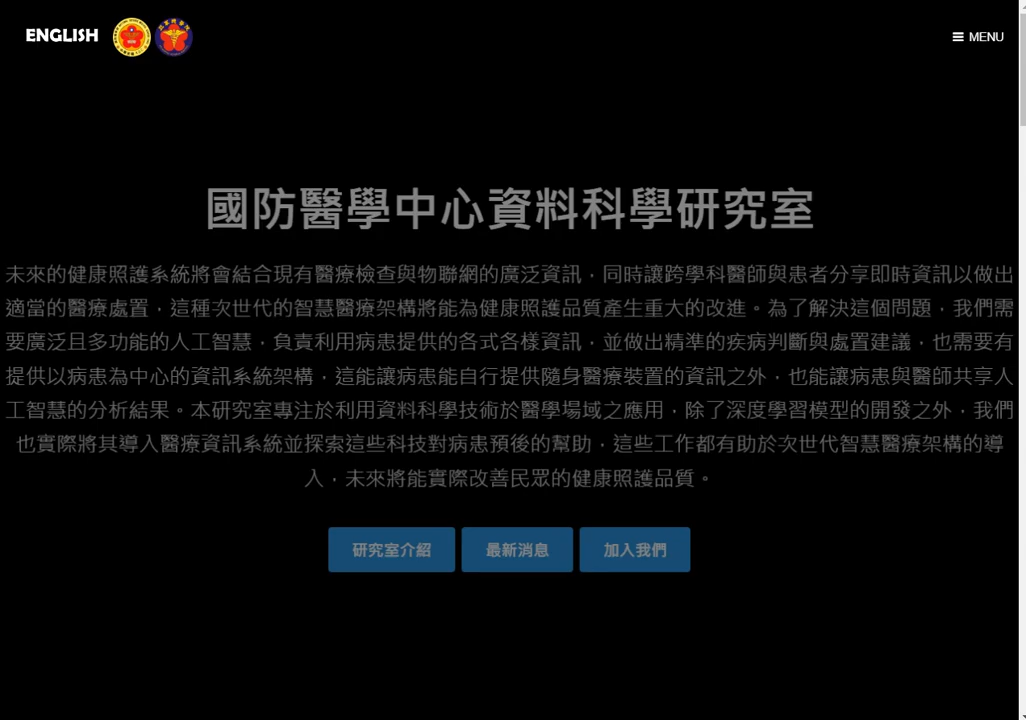 ENGLISH
MENU
國防醫學中心資料科學研究室
未來的健康照護系統將會結合現有醫療檢查與物聯網的廣泛資訊，同時讓跨學科醫師與患者分享即時資訊以做出
適當的醫療處置，這種次世代的智慧醫療架構將能為健康照護品質產生重大的改進。為了解決這個問題，我們需
要廣泛且多功能的人工智慧，負責利用病患提供的各式各樣資訊，並做出精準的疾病判斷與處置建議，也需要有
提供以病患為中心的資訊系統架構，這能讓病患能自行提供隨身醫療裝置的資訊之外，也能讓病患與醫師共享人
工智慧的分析結果。本研究室專注於利用資料科學技術於醫學場域之應用，除了深度學習模型的開發之外，我們
也實際將其導入醫療資訊系統並探索這些科技對病患預後的幫助，這些工作都有助於次世代智慧醫療架構的導
入，未來將能實際改善民眾的健康照護品質。
研究室介紹
最新消息
加入我們